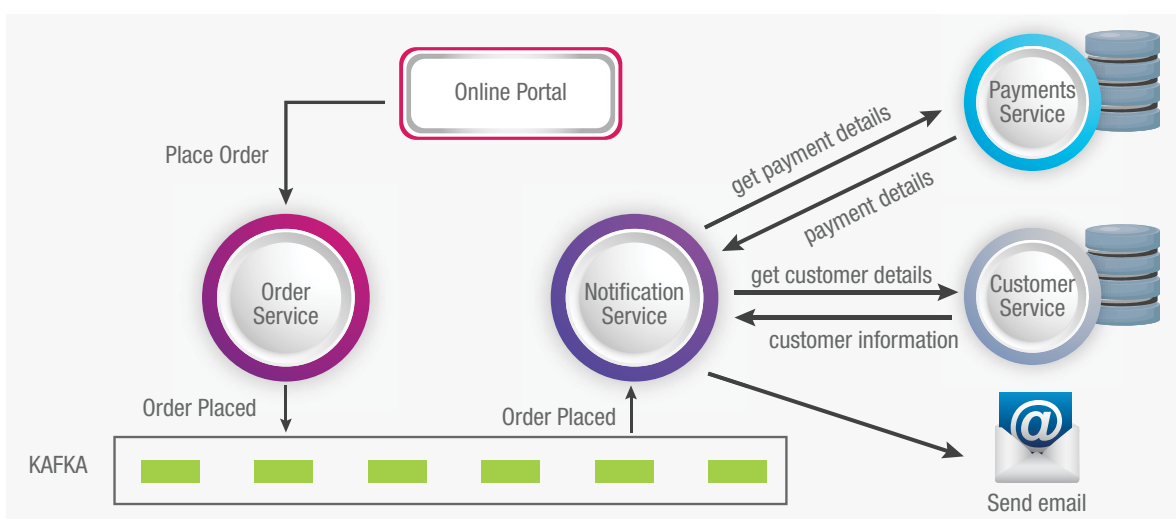 Online Portal
Payments
Service
get payment details
Place Order
payment details
Order
Service
Notification
Service
get customer details
Customer
Service
customer information
Order Placed
Order Placed
KAFKA
@
Send email